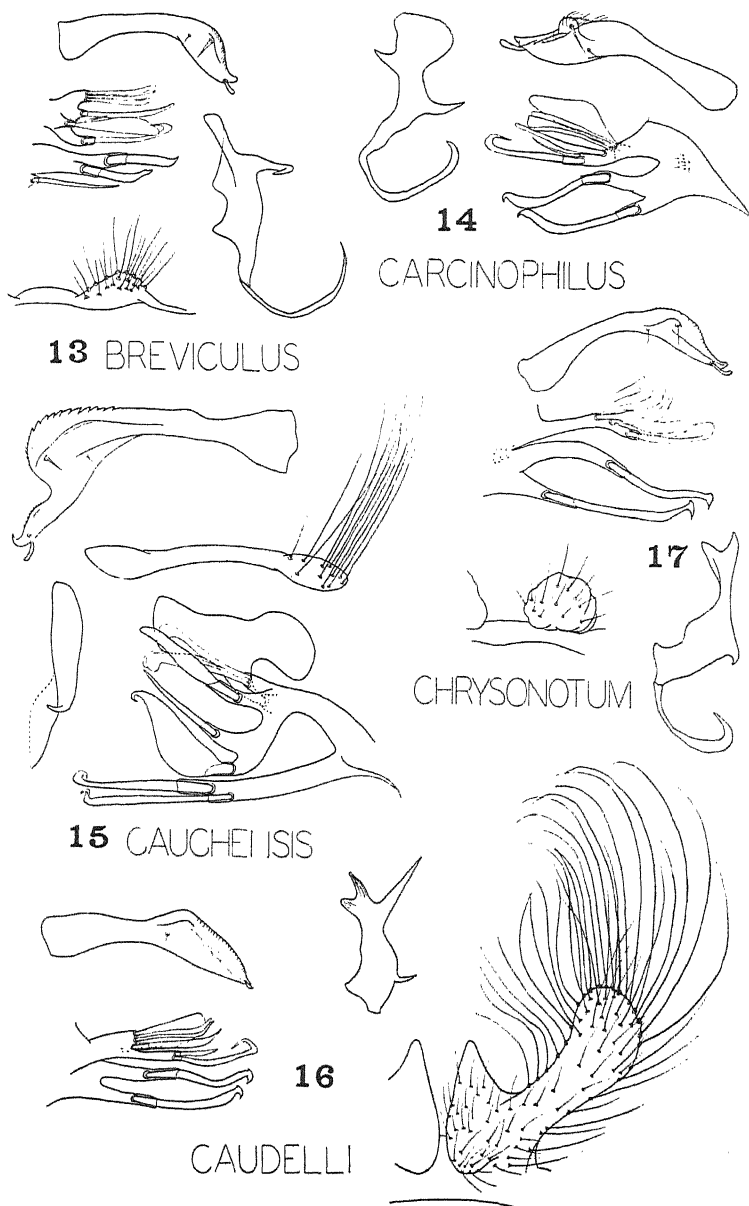 14
CARCINOPHILUS
13 BREVICULUS
17
CHRYSONOTUM
15 CAUCHEI ISIS
16
CAUDELLI